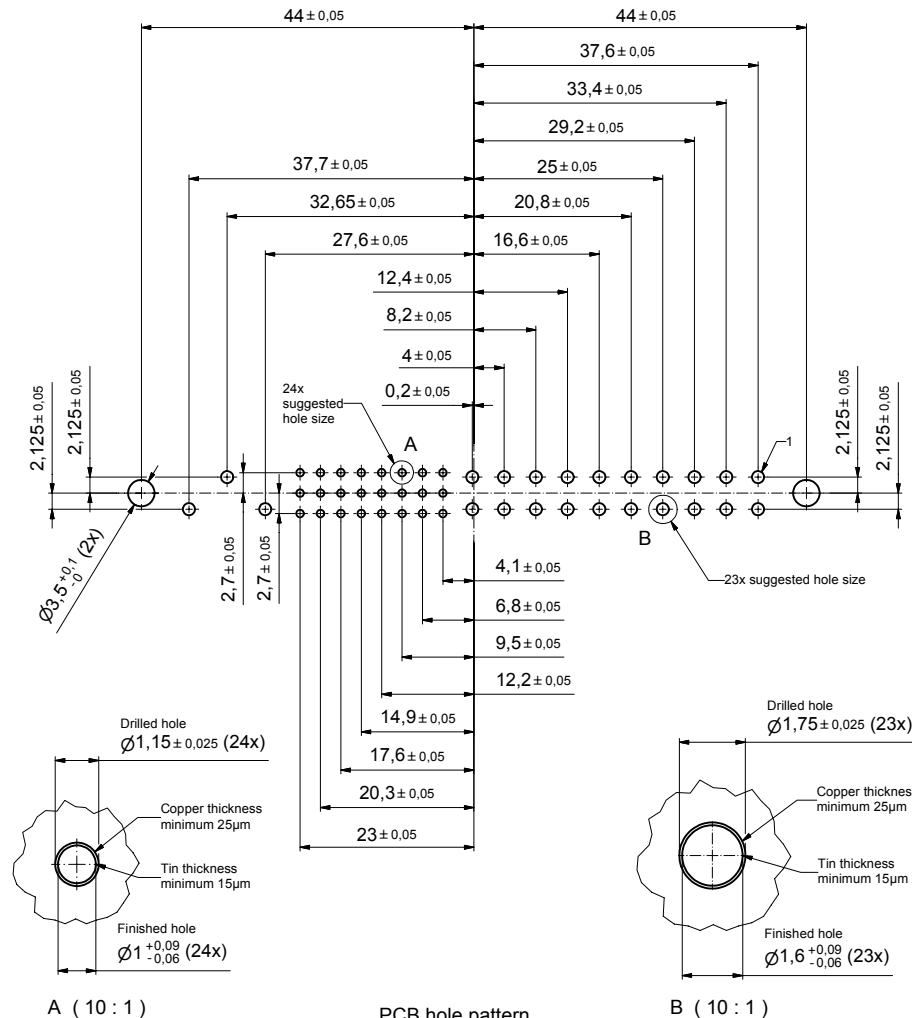 44 ± 0,05
44 ± 0,05
37,6 ± 0,05
33,4 ± 0,05
29,2 ± 0,05
37,7 ± 0,05
25 ± 0,05
32,65 ± 0,05
20,8 ± 0,05
27,6 ± 0,05
16,6 ± 0,05
12,4 ± 0,05
8,2 ± 0,05
4 ± 0,05
0,2 ± 0,05
24x
suggested
hole size
A
1
2,125 ± 0,05
2,125 ± 0,05
2,125 ± 0,05
2,125 ± 0,05
B
Ø3,5 +0,1 -0 (2x)
2,7 ± 0,05
2,7 ± 0,05
23x suggested hole size
4,1 ± 0,05
6,8 ± 0,05
9,5 ± 0,05
12,2 ± 0,05
14,9 ± 0,05
17,6 ± 0,05
20,3 ± 0,05
23 ± 0,05
Drilled hole
Ø1,15 ± 0,025 (24x)
Copper thickness
minimum 25µm
Tin thickness
minimum 15µm
Finished hole
Ø1 +0,09 -0,06 (24x)
A ( 10 : 1 )
Drilled hole
Ø1,75 ± 0,025 (23x)
Copper thickness
minimum 25µm
Tin thickness
minimum 15µm
Finished hole
Ø1,6 +0,09 -0,06 (23x)
B ( 10 : 1 )
PCB hole pattern